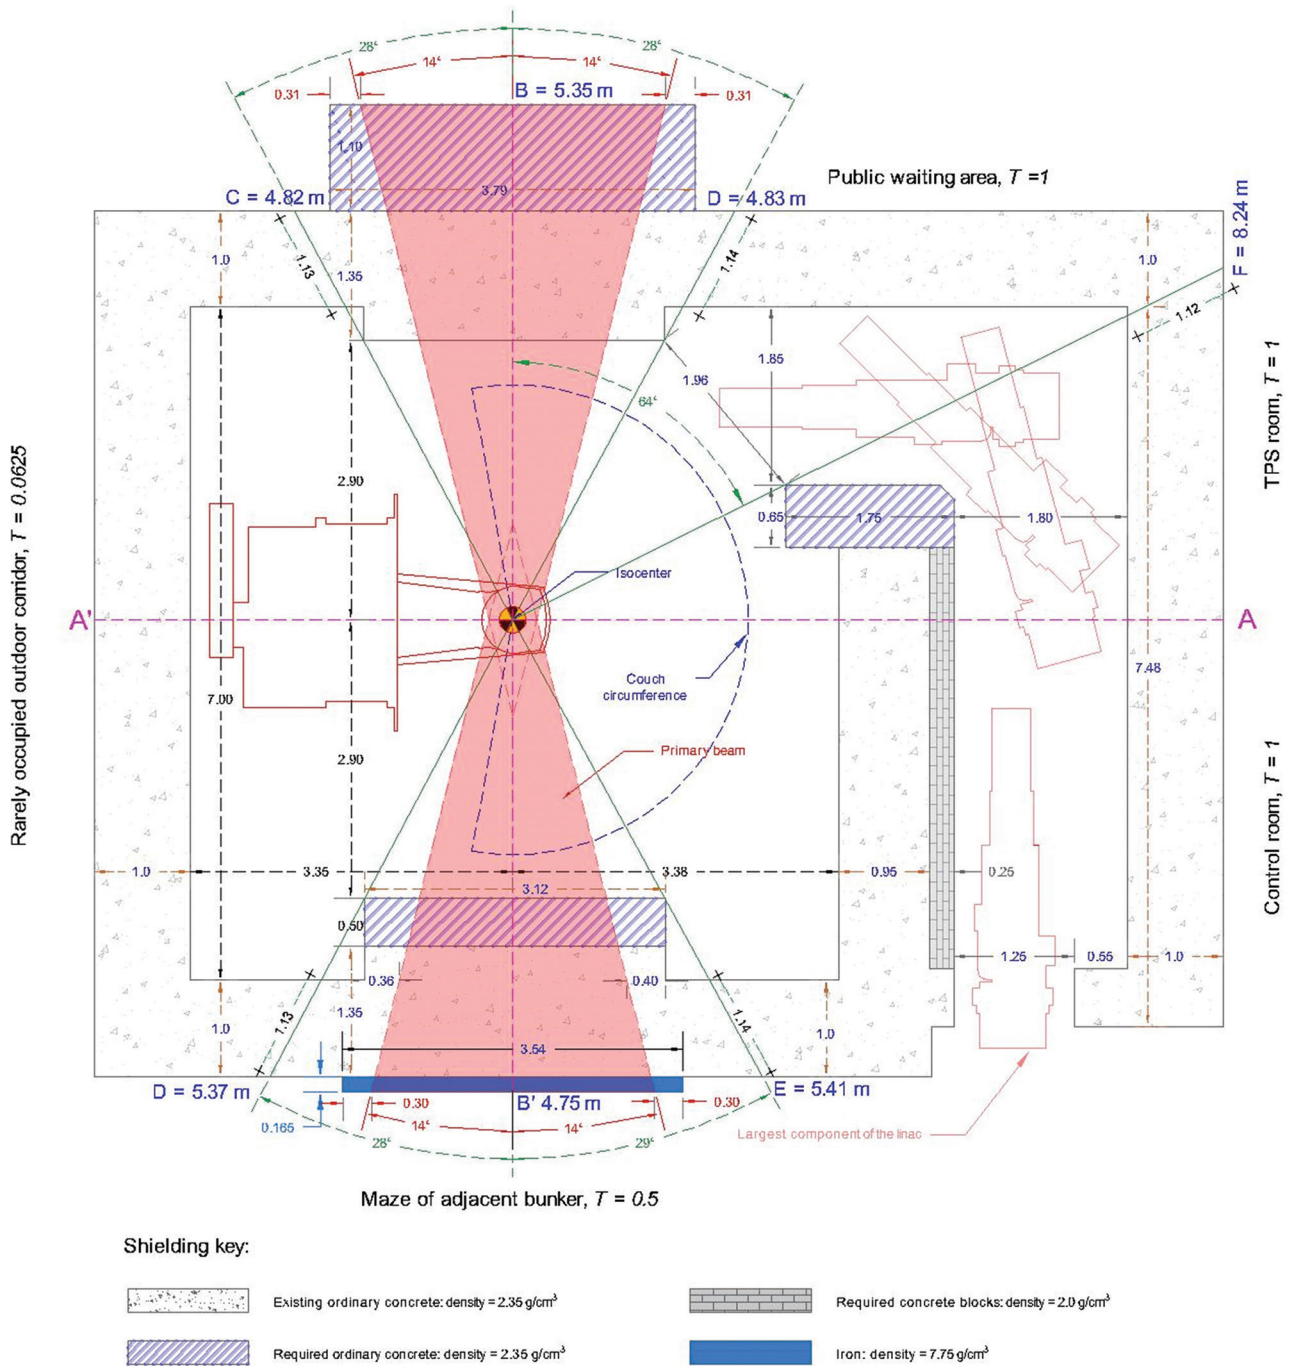 28°
28°
14°
14°
0.31
B = 5.35 m
0.31
1.10
3.79
C = 4.82 m
D = 4.83 m
Public waiting area, T =1
F = 8.24 m
1.0
1.13
1.35
1.14
1.0
1.12
1.85
1.96
64°
TPS room, T = 1
2.90
0.65
1.75
1.80
Rarely occupied outdoor corridor, T = 0.0625
Isocenter
A'
A
Couch
circumference
7.48
7.00
2.90
Primary beam
Control room, T = 1
1.0
3.35
3.38
0.95
0.25
3.12
0.50
1.25
0.55
1.0
0.36
0.40
1.13
1.0
1.35
1.14
1.0
3.54
D = 5.37 m
B' 4.75 m
E = 5.41 m
0.30
0.30
0.165
14°
14°
28°
29°
Largest component of the linac
Maze of adjacent bunker, T = 0.5
Shielding key:
Existing ordinary concrete: density = 2.35 g/cm³
Required concrete blocks: density = 2.0 g/cm³
Required ordinary concrete: density = 2.35 g/cm³
Iron: density = 7.75 g/cm³